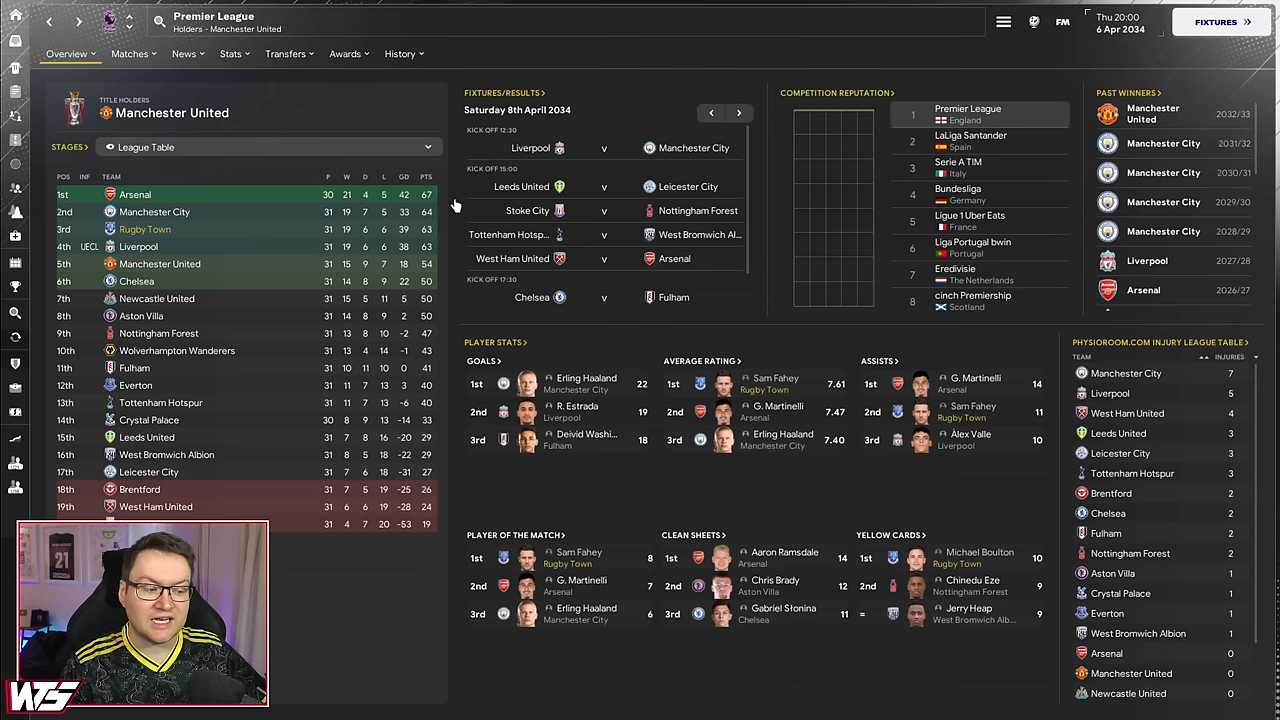 Premier League
Holders - Manchester United
FM
Thu 20:00
6 Apr 2034
FIXTURES
Overview
Matches
News
Stats
Transfers
Awards
History
TITLE HOLDERS
Manchester United
STAGES
League Table
POS INF TEAM P W D L GD PTS
1st Arsenal 30 21 4 5 42 67
2nd Manchester City 31 19 7 5 33 64
3rd Rugby Town 31 19 6 6 39 63
4th UECL Liverpool 31 19 6 6 38 63
5th Manchester United 31 15 9 7 18 54
6th Chelsea 31 14 8 9 22 50
7th Newcastle United 31 15 5 11 5 50
8th Aston Villa 31 14 8 9 2 50
9th Nottingham Forest 31 13 8 10 -2 47
10th Wolverhampton Wanderers 31 13 4 14 -1 43
11th Fulham 31 10 11 10 0 41
12th Everton 31 11 7 13 3 40
13th Tottenham Hotspur 31 11 7 13 -6 40
14th Crystal Palace 30 8 9 13 -14 33
15th Leeds United 31 7 8 16 -20 29
16th West Bromwich Albion 31 8 5 18 -22 29
17th Leicester City 31 7 6 18 -31 27
18th Brentford 31 7 5 19 -25 26
19th West Ham United 31 6 6 19 -28 24
31 4 7 20 -53 19
FIXTURES/RESULTS
Saturday 8th April 2034
KICK OFF 12:30
Liverpool v Manchester City
KICK OFF 15:00
Leeds United v Leicester City
Stoke City v Nottingham Forest
Tottenham Hotsp... v West Bromwich Al...
West Ham United v Arsenal
KICK OFF 17:30
Chelsea v Fulham
COMPETITION REPUTATION
1 Premier League
England
2 LaLiga Santander
Spain
3 Serie A TIM
Italy
4 Bundesliga
Germany
5 Ligue 1 Uber Eats
France
6 Liga Portugal bwin
Portugal
7 Eredivisie
The Netherlands
8 cinch Premiership
Scotland
PAST WINNERS
Manchester United 2032/33
Manchester City 2031/32
Manchester City 2030/31
Manchester City 2029/30
Manchester City 2028/29
Liverpool 2027/28
Arsenal 2026/27
PLAYER STATS
GOALS
1st Erling Haaland 22
Manchester City
2nd R. Estrada 19
Liverpool
3rd Deivid Washi... 18
Fulham
AVERAGE RATING
1st Sam Fahey 7.61
Rugby Town
2nd G. Martinelli 7.47
Arsenal
3rd Erling Haaland 7.40
Manchester City
ASSISTS
1st G. Martinelli 14
Arsenal
2nd Sam Fahey 11
Rugby Town
3rd Àlex Valle 10
Liverpool
PLAYER OF THE MATCH
1st Sam Fahey 8
Rugby Town
2nd G. Martinelli 7
Arsenal
3rd Erling Haaland 6
Manchester City
CLEAN SHEETS
1st Aaron Ramsdale 14
Arsenal
2nd Chris Brady 12
Aston Villa
3rd Gabriel Słonina 11
Chelsea
YELLOW CARDS
1st Michael Boulton 10
Rugby Town
2nd Chinedu Eze 9
Nottingham Forest
= Jerry Heap 9
West Bromwich Albi...
PHYSIOROOM.COM INJURY LEAGUE TABLE
TEAM INJURIES
Manchester City 7
Liverpool 5
West Ham United 4
Leeds United 3
Leicester City 3
Tottenham Hotspur 3
Brentford 2
Chelsea 2
Fulham 2
Nottingham Forest 2
Aston Villa 1
Crystal Palace 1
Everton 1
West Bromwich Albion 1
Arsenal 0
Manchester United 0
Newcastle United 0
21
WTS